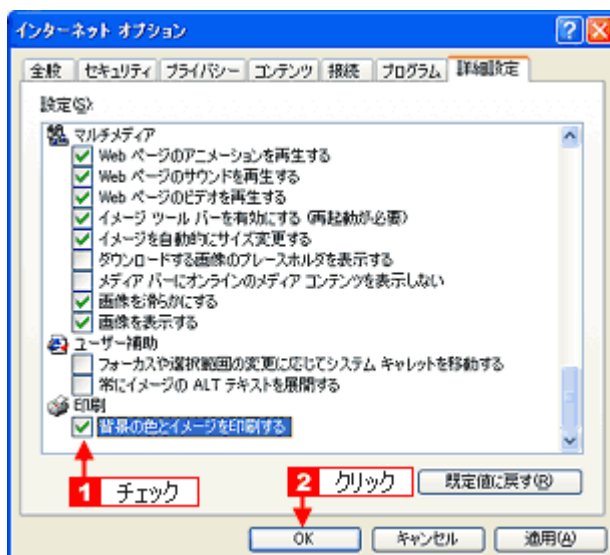 インターネット オプション
全般 セキュリティ プライバシー コンテンツ 接続 プログラム 詳細設定
設定(S):
マルチメディア
Web ページのアニメーションを再生する
Web ページのサウンドを再生する
Web ページのビデオを再生する
イメージ ツール バーを有効にする (再起動が必要)
イメージを自動的にサイズ変更する
ダウンロードする画像のプレースホルダを表示する
メディア バーにオンラインのメディア コンテンツを表示しない
画像を滑らかにする
画像を表示する
ユーザー補助
フォーカスや選択範囲の変更に応じてシステム キャレットを移動する
常にイメージの ALT テキストを展開する
印刷
背景の色とイメージを印刷する
1 チェック
2 クリック
既定値に戻す(R)
OK キャンセル 適用(A)